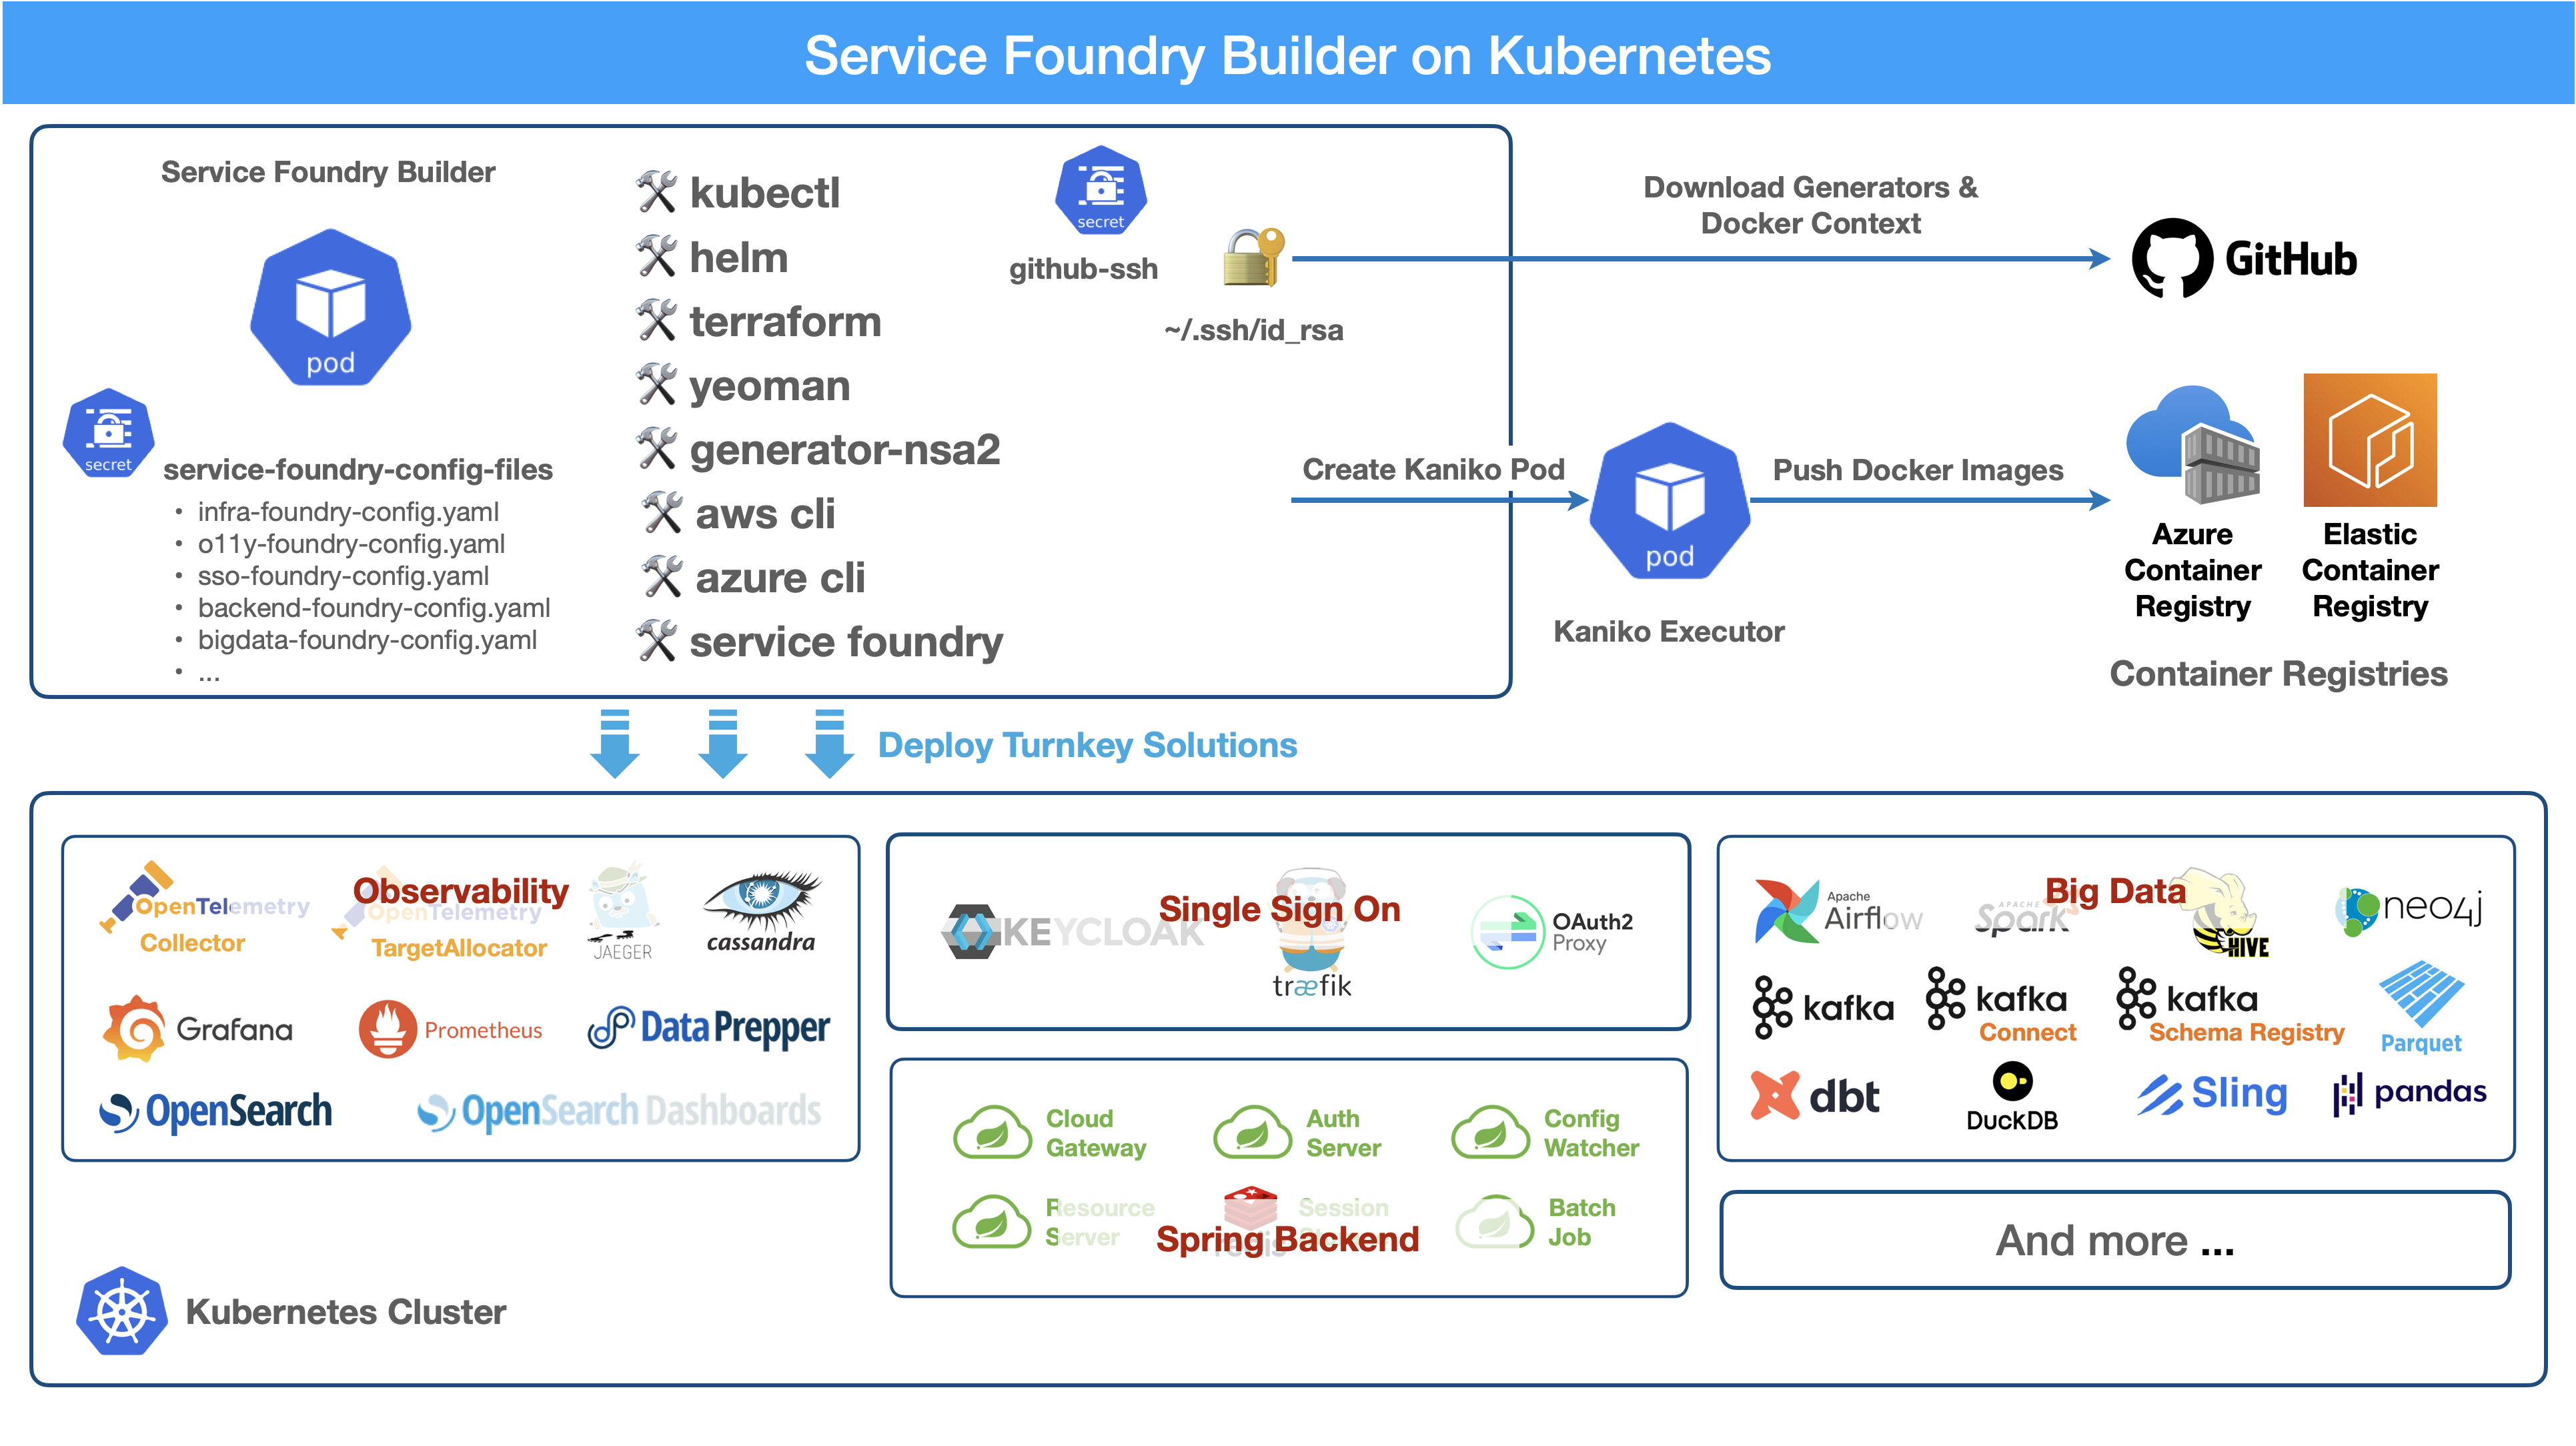 Service Foundry Builder on Kubernetes
Service Foundry Builder
pod
secret
service-foundry-config-files
• infra-foundry-config.yaml
• o11y-foundry-config.yaml
• sso-foundry-config.yaml
• backend-foundry-config.yaml
• bigdata-foundry-config.yaml
• ...
kubectl
helm
terraform
yeoman
generator-nsa2
aws cli
azure cli
service foundry
secret
github-ssh
~/.ssh/id_rsa
Download Generators &
Docker Context
GitHub
Create Kaniko Pod
pod
Kaniko Executor
Push Docker Images
Azure
Container
Registry
Elastic
Container
Registry
Container Registries
Deploy Turnkey Solutions
Observability
OpenTelemetry
Collector
OpenTelemetry
TargetAllocator
JAEGER
cassandra
Grafana
Prometheus
Data Prepper
OpenSearch
OpenSearch Dashboards
Single Sign On
KEYCLOAK
træfik
OAuth2
Proxy
Cloud
Gateway
Auth
Server
Config
Watcher
Resource
Server
Session
redis
Spring Backend
Batch
Job
Big Data
Apache
Airflow
APACHE
Spark
HIVE
neo4j
kafka
kafka
Connect
kafka
Schema Registry
Parquet
dbt
DuckDB
Sling
pandas
And more ...
Kubernetes Cluster